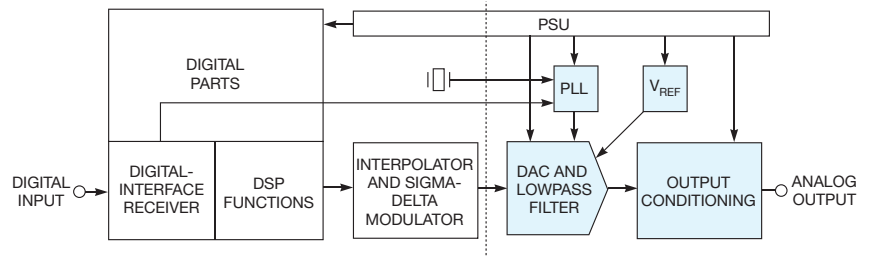 PSU
DIGITAL
PARTS
PLL
VREF
DIGITAL
INPUT
DIGITAL-
INTERFACE
RECEIVER
DSP
FUNCTIONS
INTERPOLATOR
AND SIGMA-
DELTA
MODULATOR
DAC AND
LOWPASS
FILTER
OUTPUT
CONDITIONING
ANALOG
OUTPUT